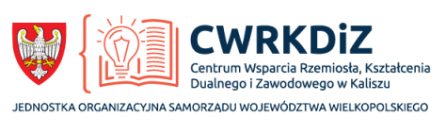 CWRKDiZ
Centrum Wsparcia Rzemiosła, Kształcenia
Dualnego i Zawodowego w Kaliszu
JEDNOSTKA ORGANIZACYJNA SAMORZĄDU WOJEWÓDZTWA WIELKOPOLSKIEGO